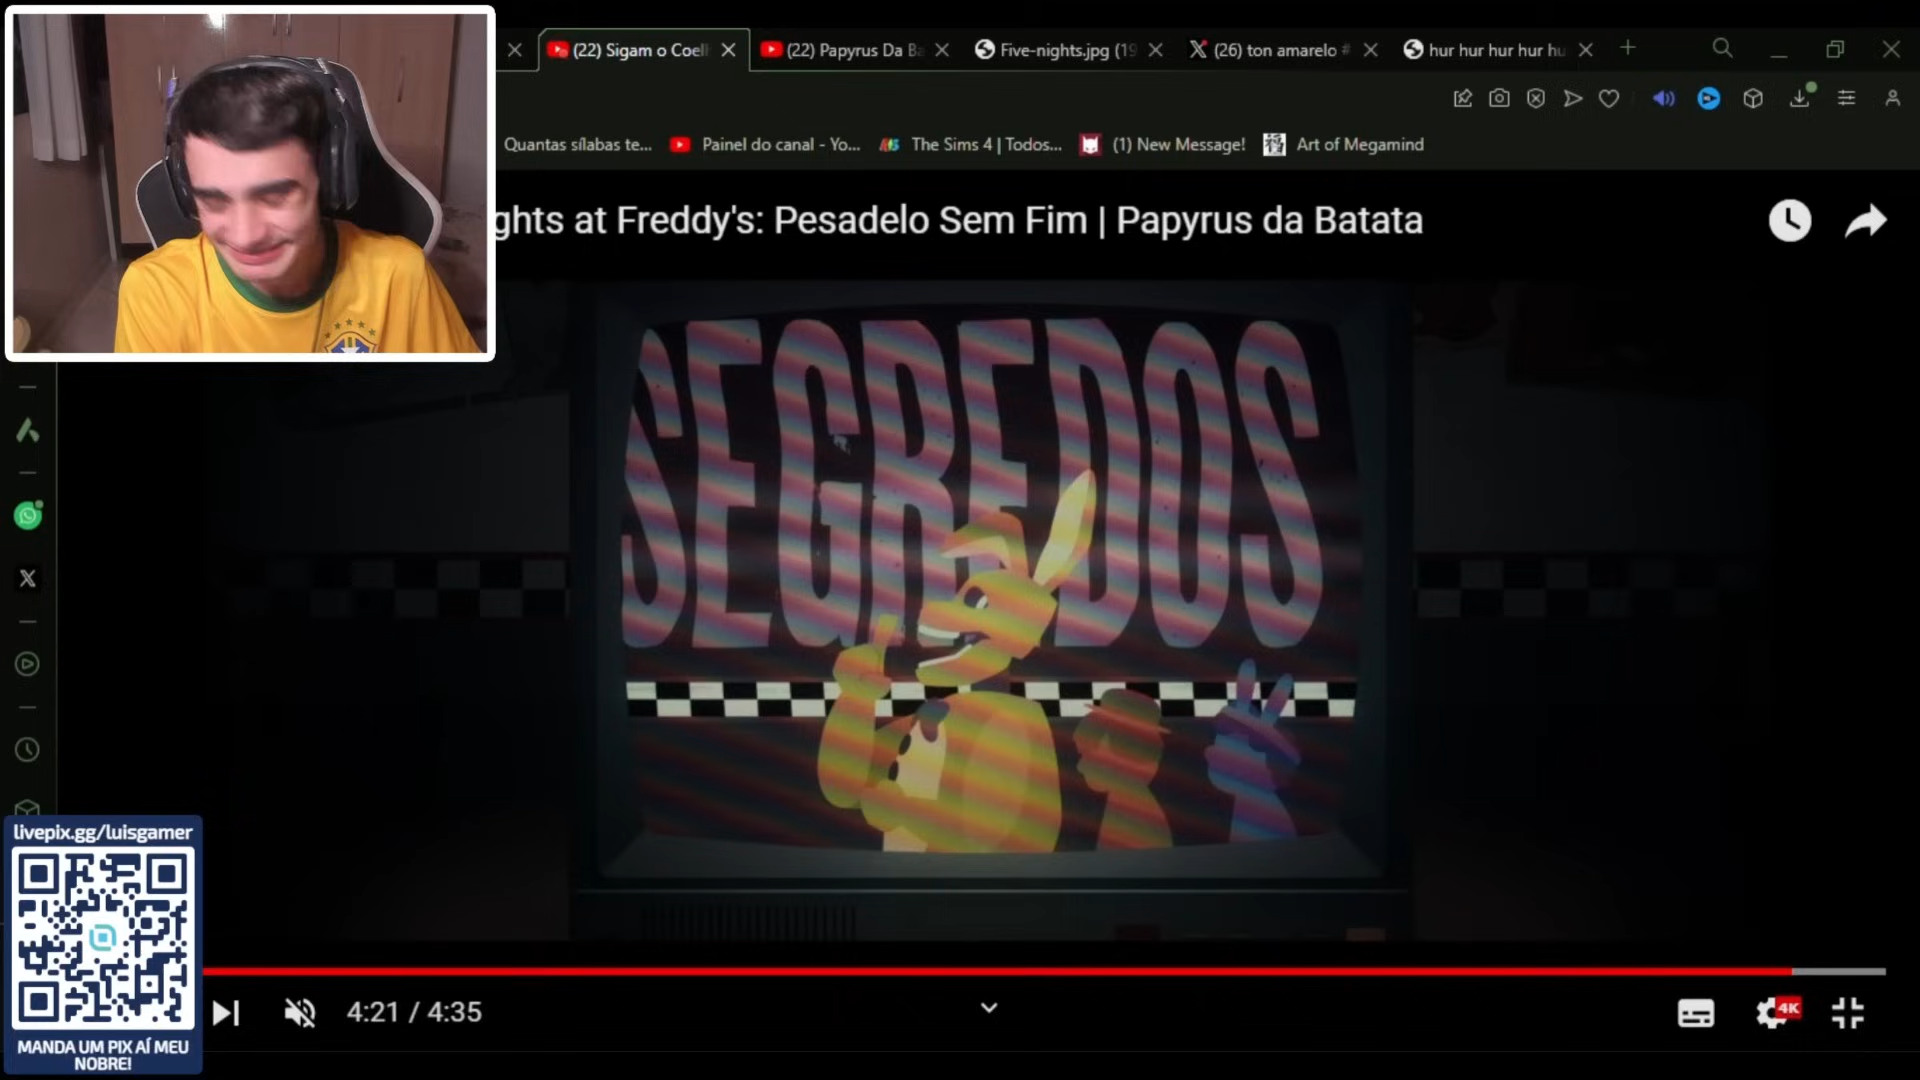 (22) Sigam o Coel
(22) Papyrus Da Ba
Five-nights.jpg (19
(26) ton amarelo #
hur hur hur hur hu
Quantas sílabas te...
Painel do canal - Yo...
The Sims 4 | Todos...
(1) New Message!
Art of Megamind
ghts at Freddy's: Pesadelo Sem Fim | Papyrus da Batata
SEGREDOS
livepix.gg/luisgamer
MANDA UM PIX AÍ MEU
NOBRE!
4:21 / 4:35
4K